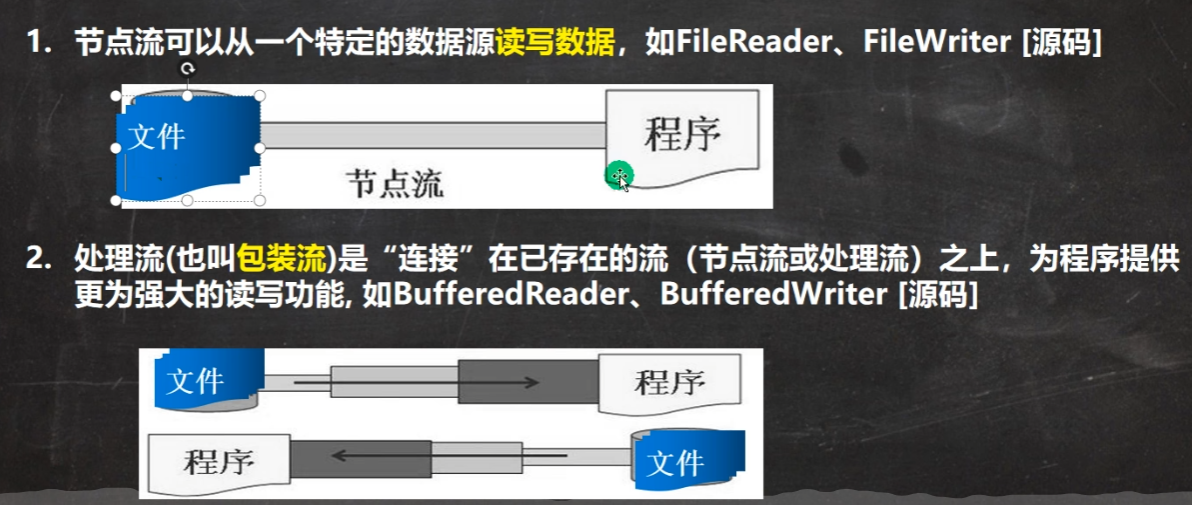 1. 节点流可以从一个特定的数据源读写数据，如FileReader、FileWriter [源码]
文件
程序
节点流
2. 处理流(也叫包装流)是“连接”在已存在的流（节点流或处理流）之上，为程序提供
更为强大的读写功能, 如BufferedReader、BufferedWriter [源码]
文件
程序
程序
文件